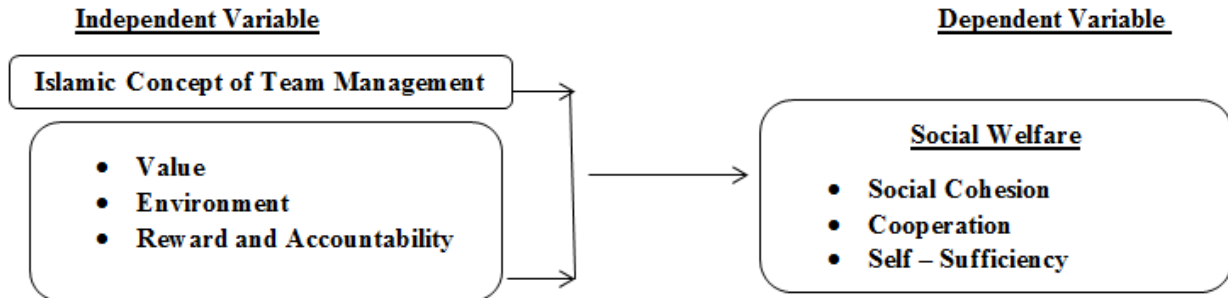 Independent Variable
Dependent Variable
Islamic Concept of Team Management
• Value
• Environment
• Reward and Accountability
Social Welfare
• Social Cohesion
• Cooperation
• Self – Sufficiency